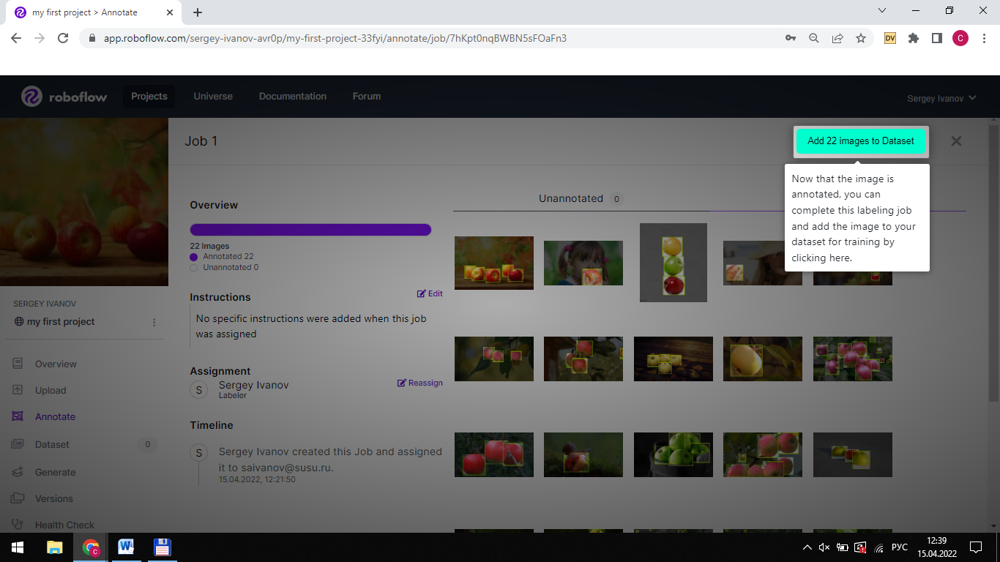 my first project > Annotate
app.roboflow.com/sergey-ivanov-avr0p/my-first-project-33fyi/annotate/job/7hKpt0nqBWBN5sFOaFn3
DV
C
roboflow
Projects
Universe
Documentation
Forum
Sergey Ivanov
Job 1
Add 22 images to Dataset
Now that the image is
annotated, you can
complete this labeling job
and add the image to your
dataset for training by
clicking here.
Overview
22 Images
Annotated 22
Unannotated 0
Instructions
Edit
No specific instructions were added when this job
was assigned
Assignment
S
Sergey Ivanov
Labeler
Reassign
Timeline
S
Sergey Ivanov created this Job and assigned
it to saivanov@susu.ru.
15.04.2022, 12:21:50
Unannotated 0
SERGEY IVANOV
my first project
Overview
Upload
Annotate
Dataset 0
Generate
Versions
Health Check
C
W
РУС
12:39
15.04.2022